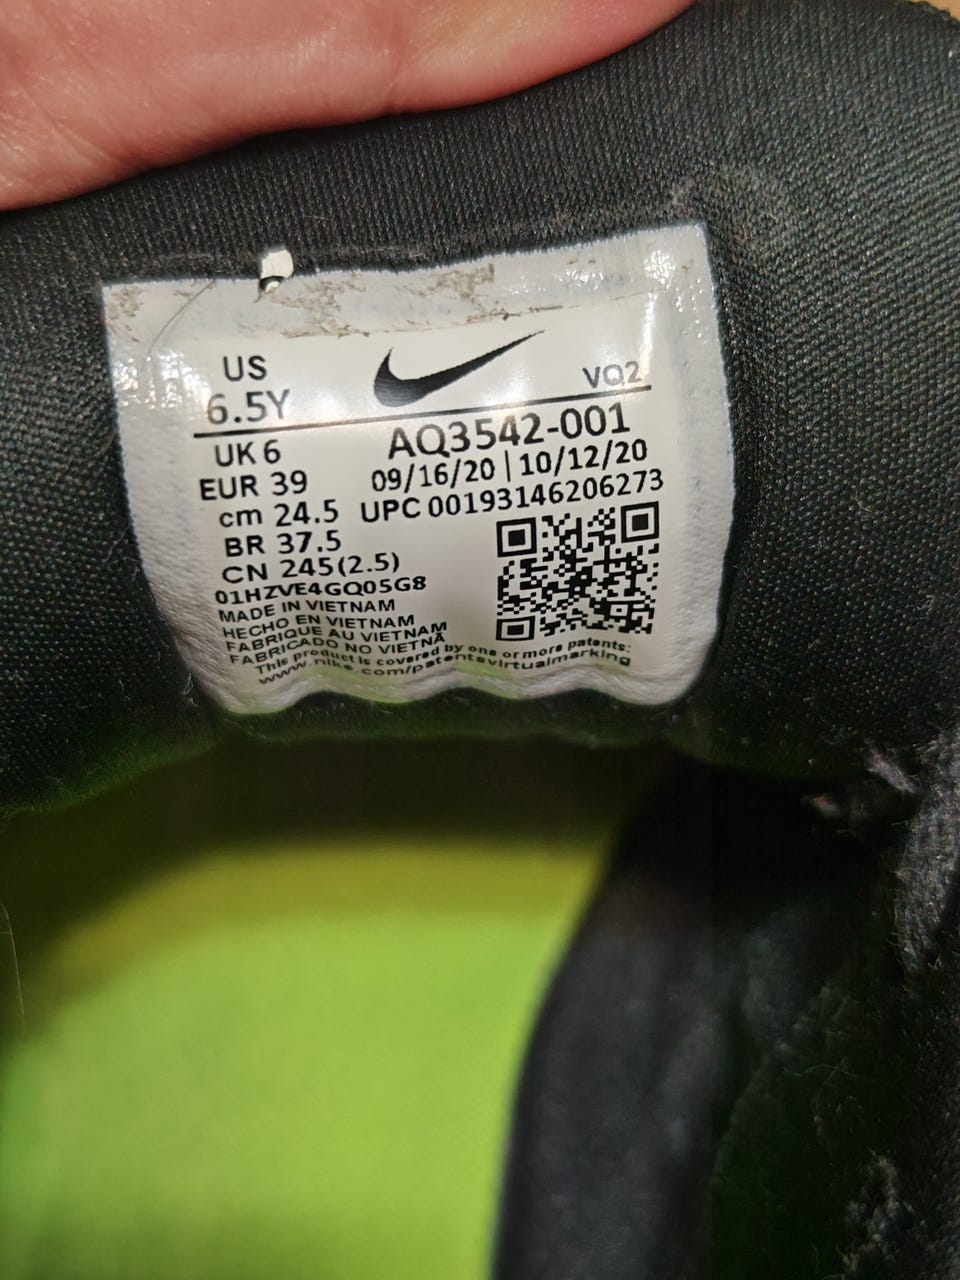 US
6.5Y
VQ2
UK 6
AQ3542-001
EUR 39
09/16/20 | 10/12/20
cm 24.5
UPC 00193146206273
BR 37.5
CN 245(2.5)
01HZVE4GQ05G8
MADE IN VIETNAM
HECHO EN VIETNAM
FABRIQUE AU VIETNAM
FABRICADO NO VIETNÃ
This product is covered by one or more patents:
www.nike.com/patentsvirtualmarking